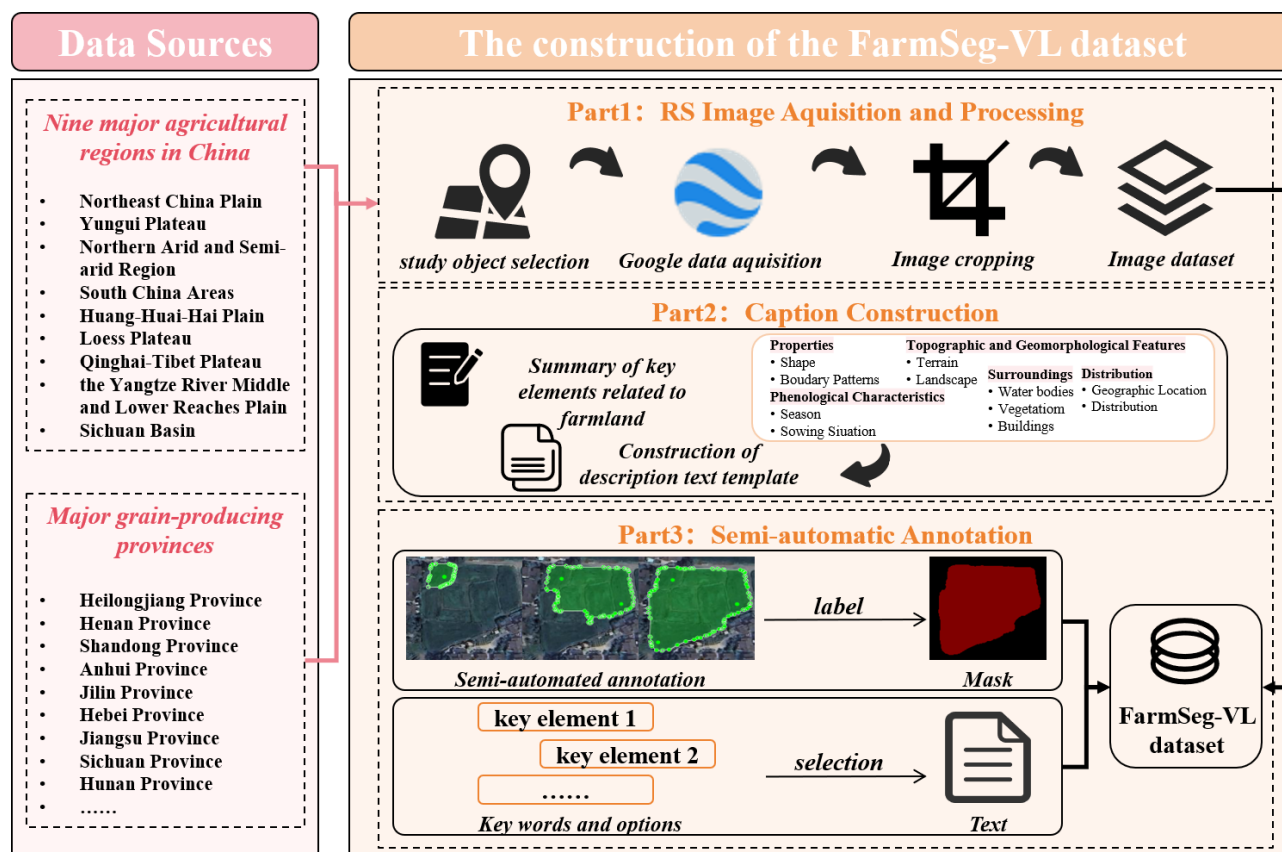 Data Sources
Nine major agricultural
regions in China
• Northeast China Plain
• Yungui Plateau
• Northern Arid and Semi-
arid Region
• South China Areas
• Huang-Huai-Hai Plain
• Loess Plateau
• Qinghai-Tibet Plateau
• the Yangtze River Middle
and Lower Reaches Plain
• Sichuan Basin
Major grain-producing
provinces
• Heilongjiang Province
• Henan Province
• Shandong Province
• Anhui Province
• Jilin Province
• Hebei Province
• Jiangsu Province
• Sichuan Province
• Hunan Province
• ......
The construction of the FarmSeg-VL dataset
Part1: RS Image Aquisition and Processing
study object selection
Google data aquisition
Image cropping
Image dataset
Part2: Caption Construction
Summary of key
elements related to
farmland
Construction of
description text template
Properties
• Shape
• Boudary Patterns
Phenological Characteristics
• Season
• Sowing Siuation
Topographic and Geomorphological Features
• Terrain
• Landscape
Surroundings
• Water bodies
• Vegetatiom
• Buildings
Distribution
• Geographic Location
• Distribution
Part3: Semi-automatic Annotation
label
Semi-automated annotation
Mask
key element 1
key element 2
......
selection
Key words and options
Text
FarmSeg-VL
dataset